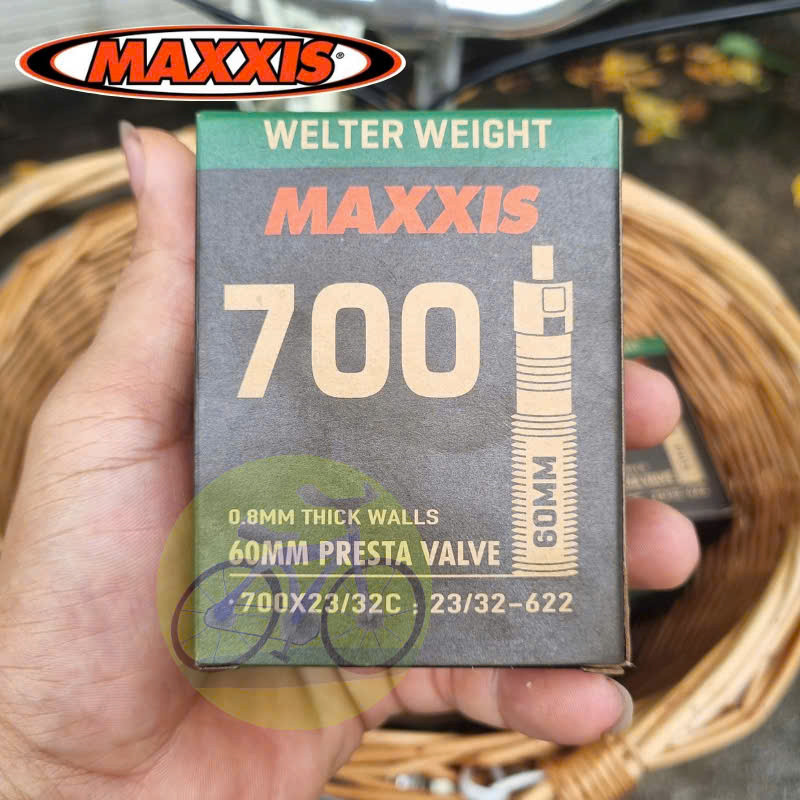 MAXXIS®
WELTER WEIGHT
MAXXIS
700
60MM
0.8MM THICK WALLS
60MM PRESTA VALVE
·700X23/32C : 23/32-622